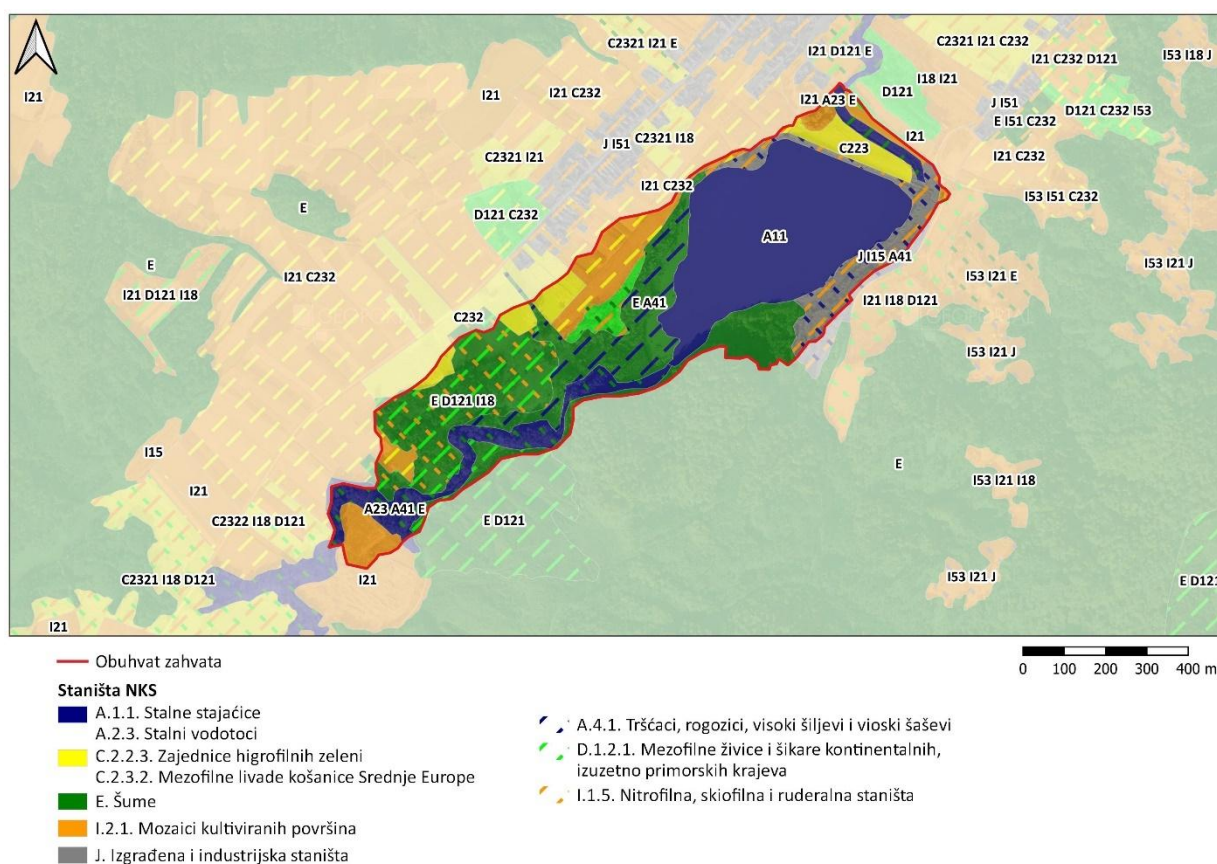 C2321 I21 E
I21 D121 E
C2321 I21 C232
I53 I18 J
I21 C232 D121
I21
I21
I21 C232
I18 I21
D121
I21 A23 E
J I51
E I51 C232
D121 C232 I53
J I51
C2321 I18
I21
C223
C2321 I21
I21 C232
I21 C232
I53 I51 C232
E
D121 C232
A11
I21 C232
J I15 A41
I53 I21 J
E
I21 D121 I18
I53 I21 E
E A41
I21 I18 D121
C232
I53 I21 J
E D121 I18
I15
E
I53 I21 I18
I21
A23 A41 E
C2322 I18 D121
E D121
C2321 I18 D121
I21
I53 I21 J
E D121
I21
Obuhvat zahvata
0 100 200 300 400 m
Staništa NKS
A.1.1. Stalne stajaćice
A.2.3. Stalni vodotoci
C.2.2.3. Zajednice higrofilnih zeleni
C.2.3.2. Mezofilne livade košanice Srednje Europe
E. Šume
I.2.1. Mozaici kultiviranih površina
J. Izgrađena i industrijska staništa
A.4.1. Tršćaci, rogozici, visoki šiljevi i vioski šaševi
D.1.2.1. Mezofilne živice i šikare kontinentalnih,
izuzetno primorskih krajeva
I.1.5. Nitrofilna, skiofilna i ruderalna staništa